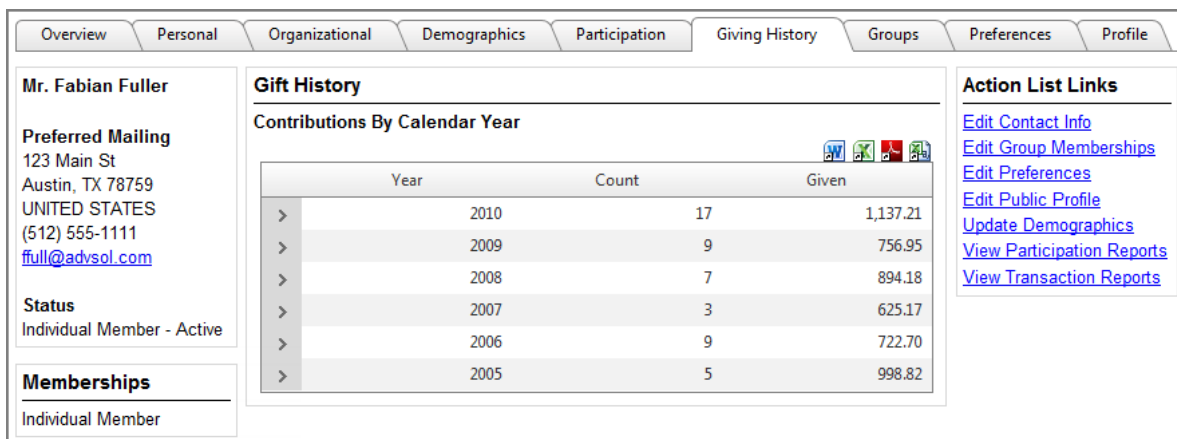 Overview Personal Organizational Demographics Participation Giving History Groups Preferences Profile
Mr. Fabian Fuller
Preferred Mailing
123 Main St
Austin, TX 78759
UNITED STATES
(512) 555-1111
ffull@advsol.com
Status
Individual Member - Active
Memberships
Individual Member
Gift History
Contributions By Calendar Year
Year Count Given
2010 17 1,137.21
2009 9 756.95
2008 7 894.18
2007 3 625.17
2006 9 722.70
2005 5 998.82
Action List Links
Edit Contact Info
Edit Group Memberships
Edit Preferences
Edit Public Profile
Update Demographics
View Participation Reports
View Transaction Reports